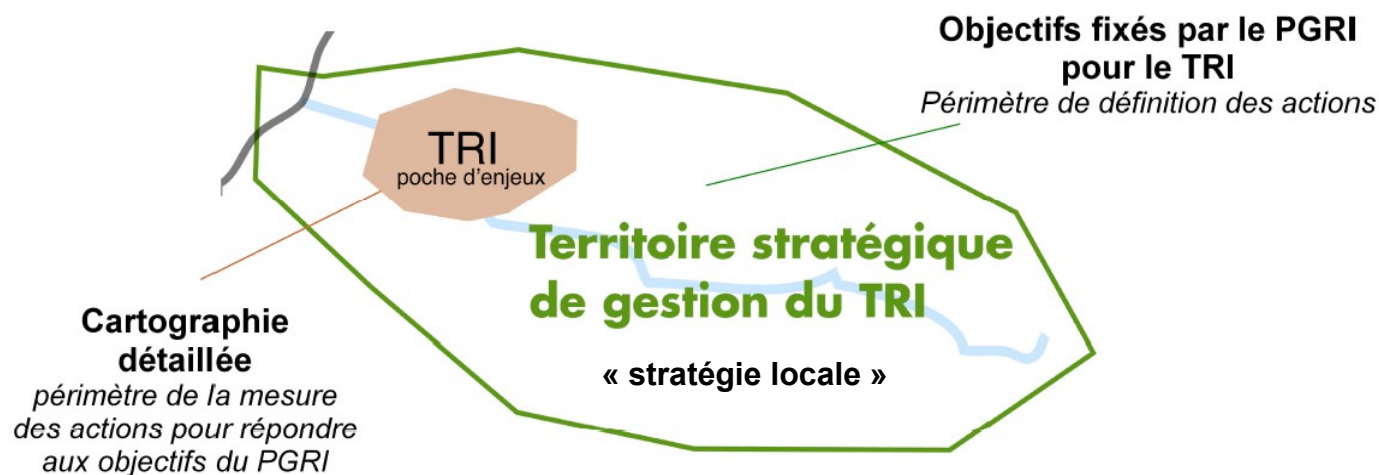 Objectifs fixés par le PGRI
pour le TRI
Périmètre de définition des actions
TRI
poche d'enjeux
Territoire stratégique
de gestion du TRI
« stratégie locale »
Cartographie
détaillée
périmètre de la mesure
des actions pour répondre
aux objectifs du PGRI